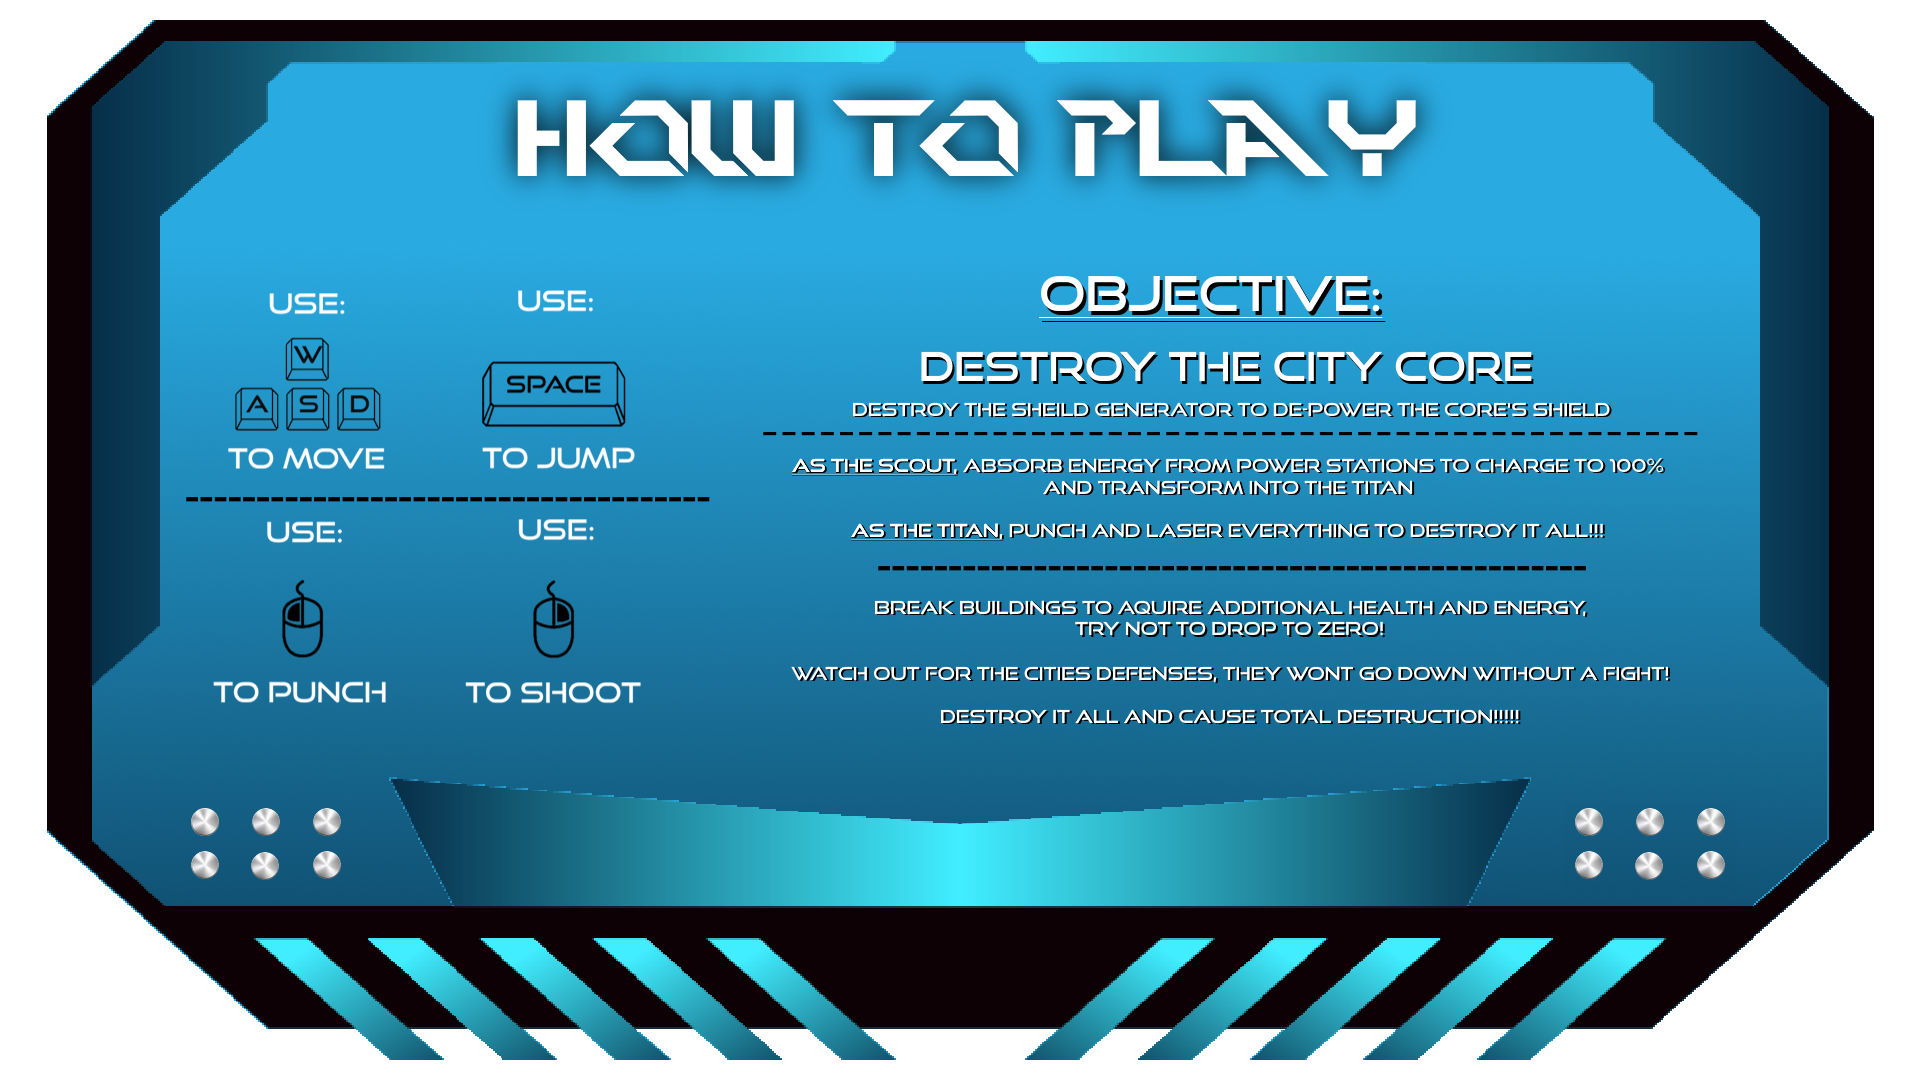 HOW TO PLAY
USE:
W
A S D
TO MOVE
USE:
SPACE
TO JUMP
USE:
TO PUNCH
USE:
TO SHOOT
OBJECTIVE:
DESTROY THE CITY CORE
DESTROY THE SHEILD GENERATOR TO DE-POWER THE CORE'S SHIELD
AS THE SCOUT, ABSORB ENERGY FROM POWER STATIONS TO CHARGE TO 100%
AND TRANSFORM INTO THE TITAN
AS THE TITAN, PUNCH AND LASER EVERYTHING TO DESTROY IT ALL!!!
BREAK BUILDINGS TO AQUIRE ADDITIONAL HEALTH AND ENERGY,
TRY NOT TO DROP TO ZERO!
WATCH OUT FOR THE CITIES DEFENSES, THEY WONT GO DOWN WITHOUT A FIGHT!
DESTROY IT ALL AND CAUSE TOTAL DESTRUCTION!!!!!